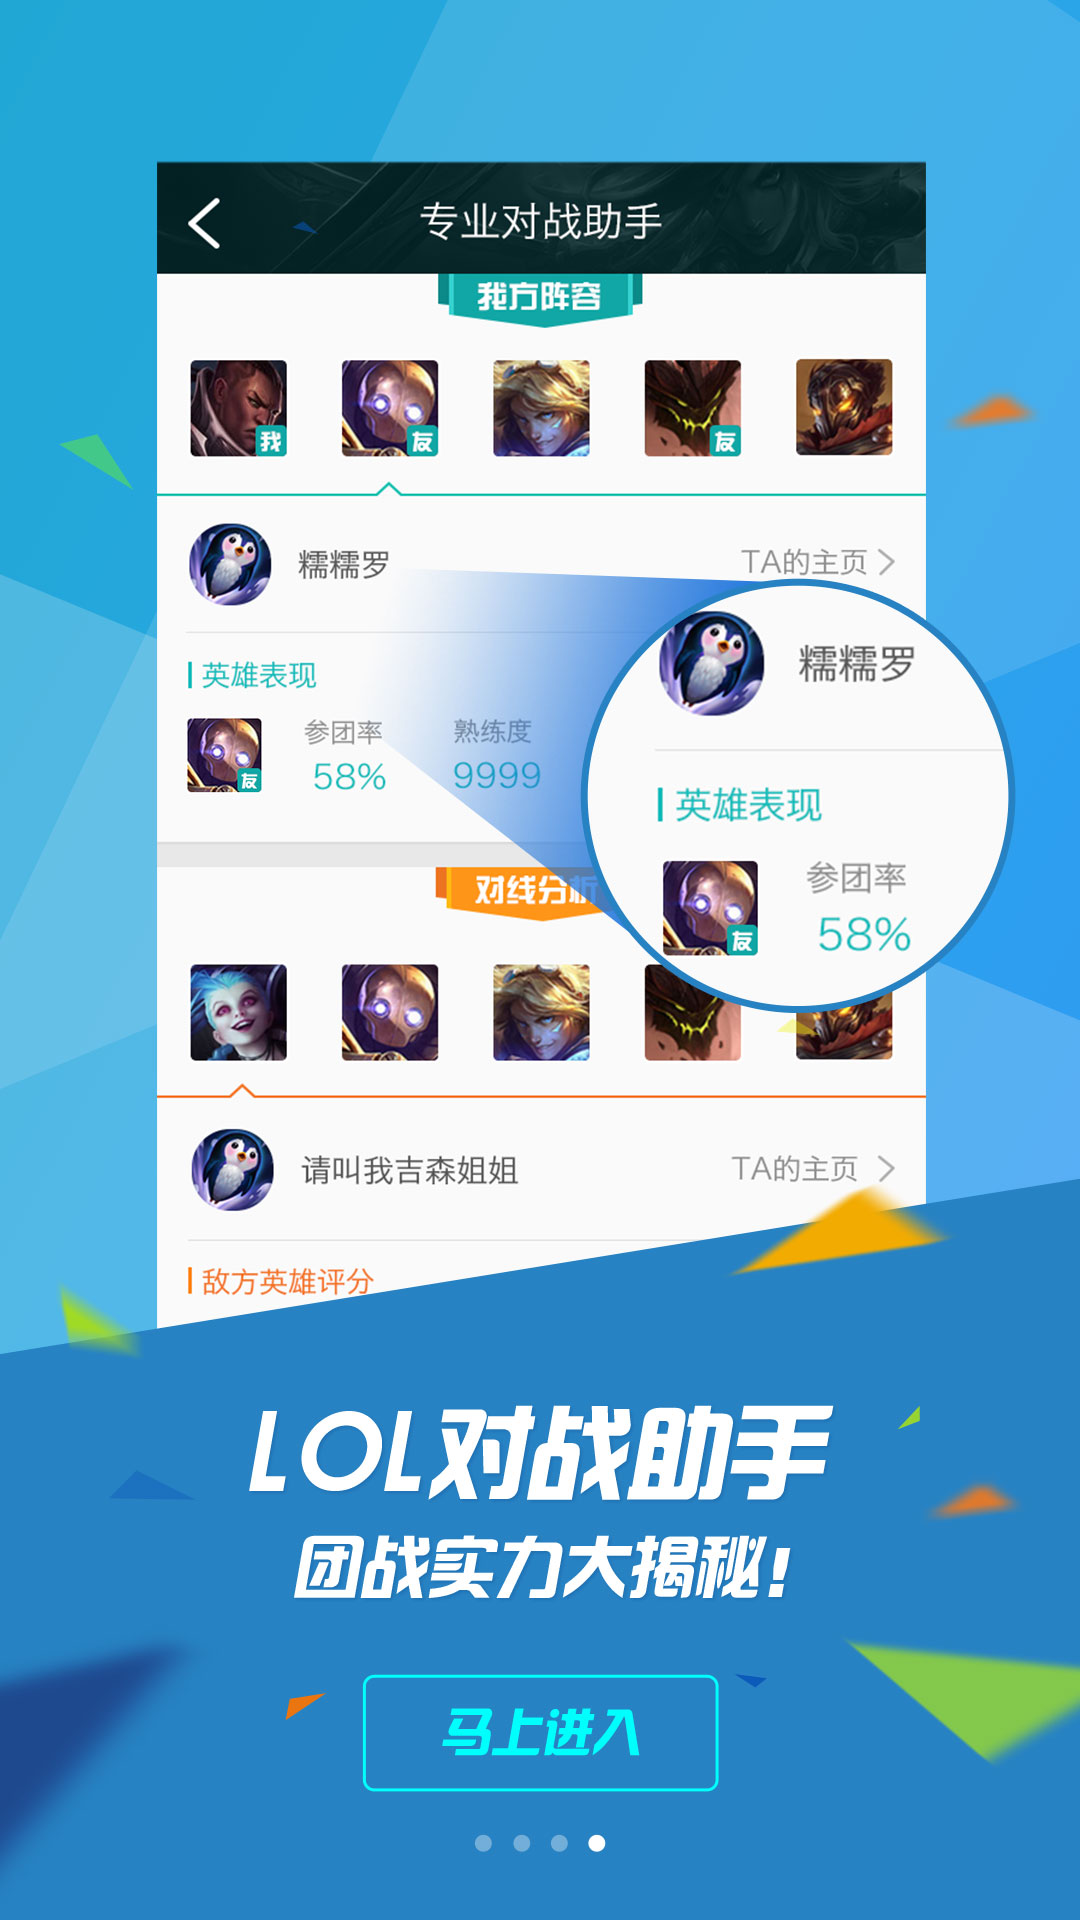 专业对战助手
我方阵容
我
友
友
糯糯罗
TA的主页
糯糯罗
英雄表现
参团率
熟练度
58%
9999
友
英雄表现
参团率
58%
友
对线分析
请叫我吉森姐姐
TA的主页
敌方英雄评分
LOL对战助手
团战实力大揭秘!
马上进入